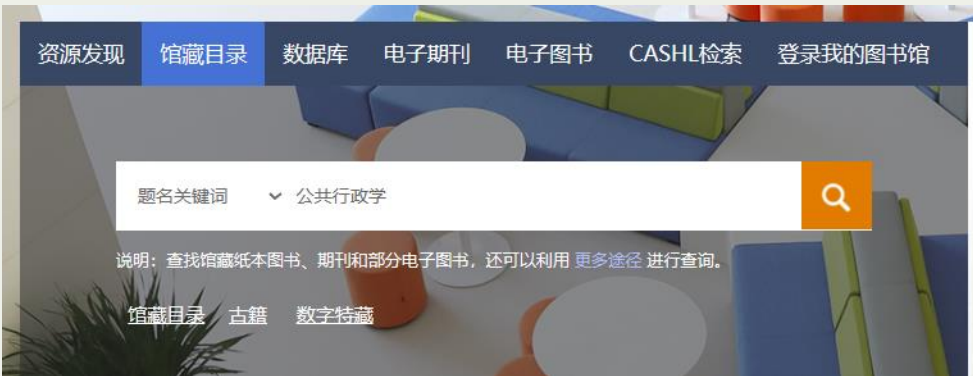 资源发现 馆藏目录 数据库 电子期刊 电子图书 CASHL检索 登录我的图书馆
题名关键词 公共行政学
说明：查找馆藏纸本图书、期刊和部分电子图书，还可以利用 更多途径 进行查询。
馆藏目录 古籍 数字特藏